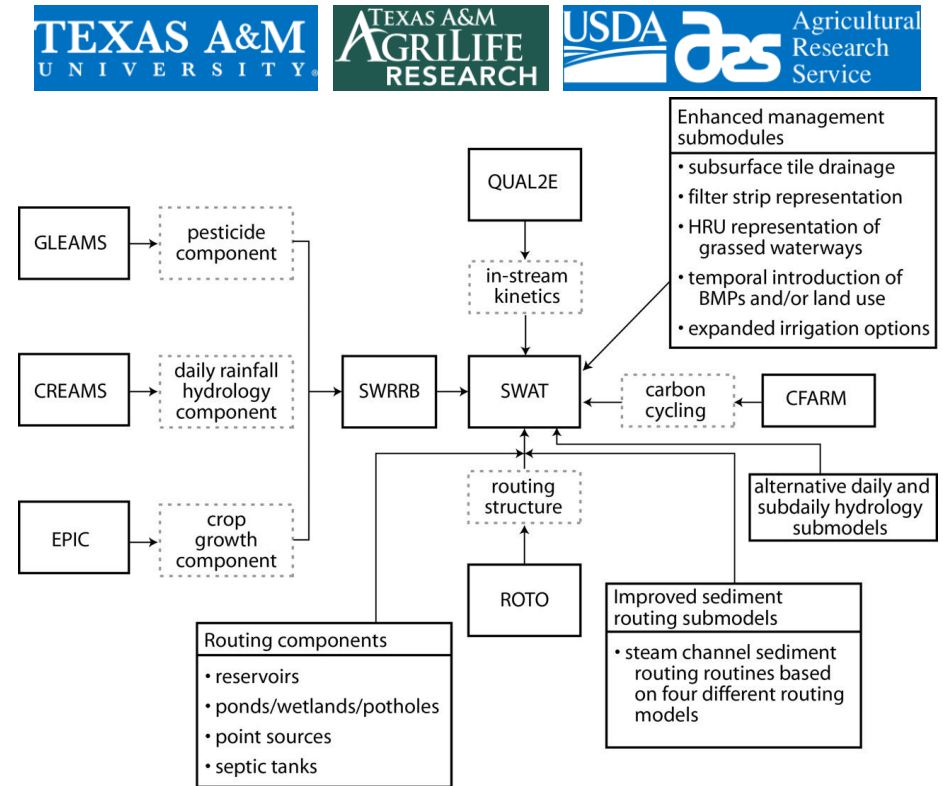 TEXAS A&M
UNIVERSITY®
TEXAS A&M
AGRILIFE
RESEARCH
USDA
ars
Agricultural
Research
Service
Enhanced management
submodules
• subsurface tile drainage
• filter strip representation
• HRU representation of
grassed waterways
• temporal introduction of
BMPs and/or land use
• expanded irrigation options
QUAL2E
GLEAMS
pesticide
component
in-stream
kinetics
CREAMS
daily rainfall
hydrology
component
SWRRB
SWAT
carbon
cycling
CFARM
EPIC
crop
growth
component
routing
structure
alternative daily and
subdaily hydrology
submodels
ROTO
Improved sediment
routing submodels
• steam channel sediment
routing routines based
on four different routing
models
Routing components
• reservoirs
• ponds/wetlands/potholes
• point sources
• septic tanks